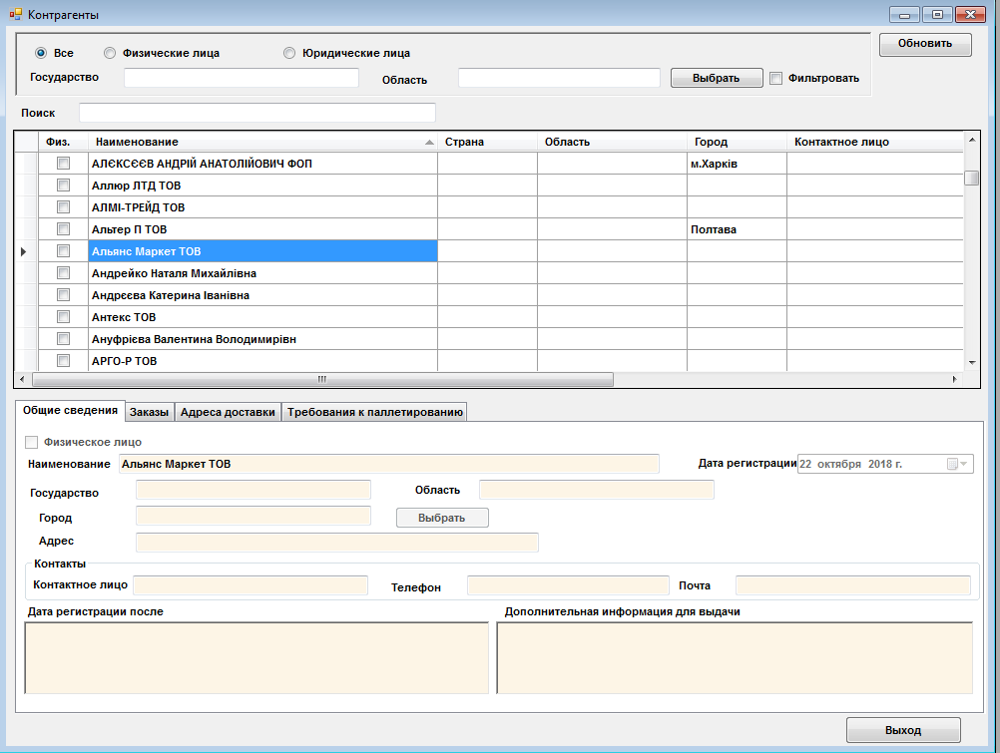 Контрагенты
Все Физические лица Юридические лица Обновить
Государство Область Выбрать Фильтровать
Поиск
Физ. Наименование Страна Область Город Контактное лицо
АЛЄКСЄЄВ АНДРІЙ АНАТОЛІЙОВИЧ ФОП м.Харків
Аллюр ЛТД ТОВ
АЛМІ-ТРЕЙД ТОВ
Альтер П ТОВ Полтава
Альянс Маркет ТОВ
Андрейко Наталя Михайлівна
Андрєєва Катерина Іванівна
Антекс ТОВ
Ануфрієва Валентина Володимирівн
АРГО-Р ТОВ
Общие сведения Заказы Адреса доставки Требования к паллетированию
Физическое лицо
Наименование Альянс Маркет ТОВ Дата регистрации 22 октября 2018 г.
Государство Область
Город Выбрать
Адрес
Контакты
Контактное лицо Телефон Почта
Дата регистрации после Дополнительная информация для выдачи
Выход